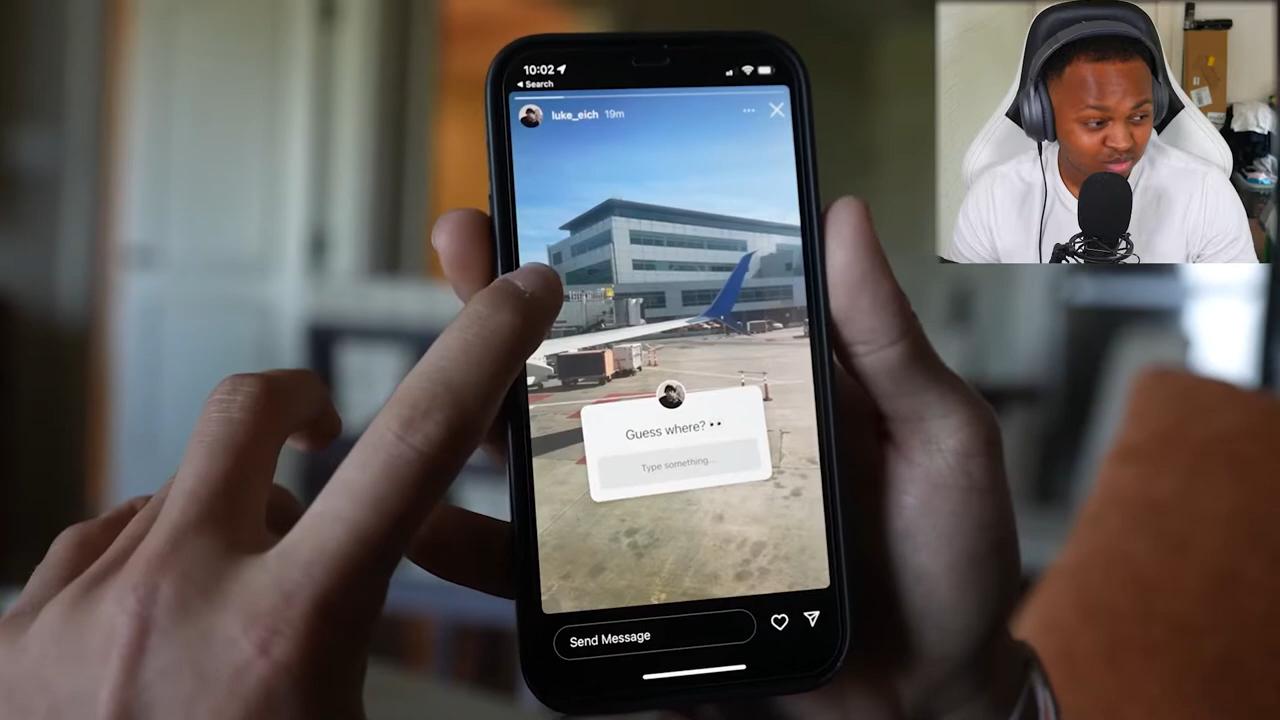 10:02
Search
luke_eich 19m
Guess where? 👀
Type something...
Send Message